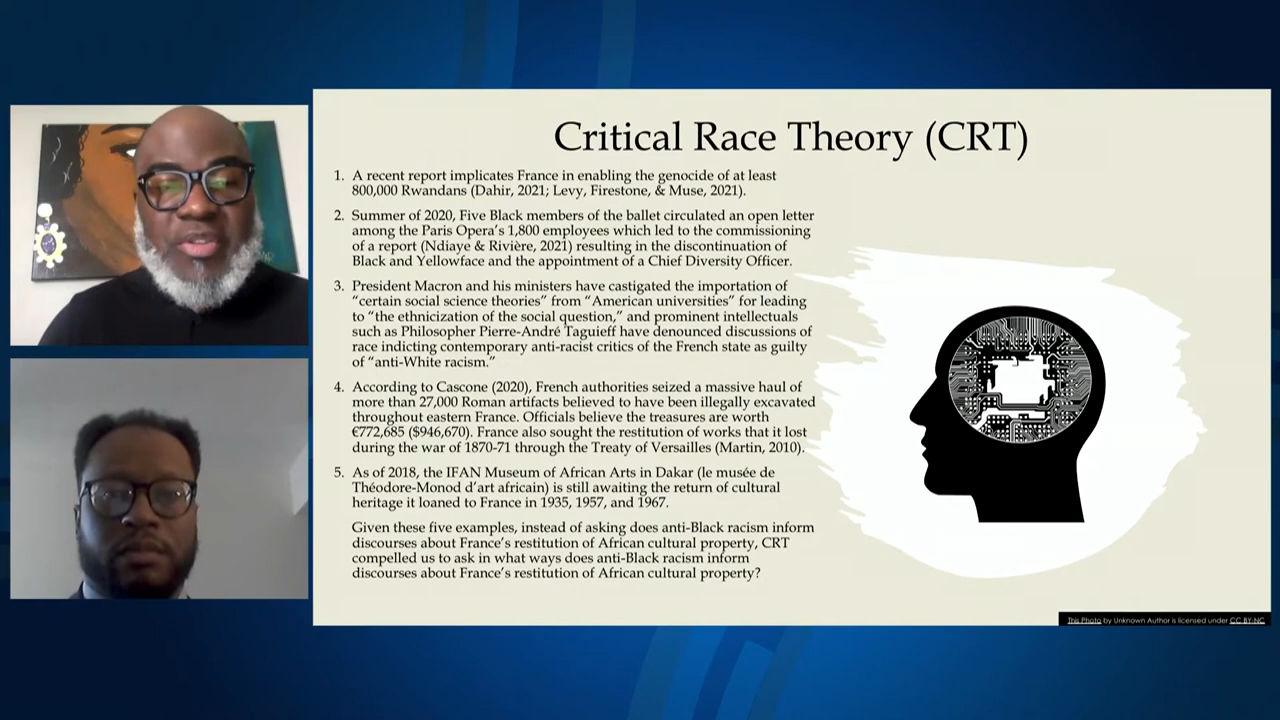 Critical Race Theory (CRT)
1. A recent report implicates France in enabling the genocide of at least
800,000 Rwandans (Dahir, 2021; Levy, Firestone, & Muse, 2021).
2. Summer of 2020, Five Black members of the ballet circulated an open letter
among the Paris Opera's 1,800 employees which led to the commissioning
of a report (Ndiaye & Rivière, 2021) resulting in the discontinuation of
Black and Yellowface and the appointment of a Chief Diversity Officer.
3. President Macron and his ministers have castigated the importation of
“certain social science theories” from “American universities” for leading
to “the ethnicization of the social question,” and prominent intellectuals
such as Philosopher Pierre-André Taguieff have denounced discussions of
race indicting contemporary anti-racist critics of the French state as guilty
of “anti-White racism.”
4. According to Cascone (2020), French authorities seized a massive haul of
more than 27,000 Roman artifacts believed to have been illegally excavated
throughout eastern France. Officials believe the treasures are worth
€772,685 ($946,670). France also sought the restitution of works that it lost
during the war of 1870-71 through the Treaty of Versailles (Martin, 2010).
5. As of 2018, the IFAN Museum of African Arts in Dakar (le musée de
Théodore-Monod d'art africain) is still awaiting the return of cultural
heritage it loaned to France in 1935, 1957, and 1967.
Given these five examples, instead of asking does anti-Black racism inform
discourses about France's restitution of African cultural property, CRT
compelled us to ask in what ways does anti-Black racism inform
discourses about France's restitution of African cultural property?
This Photo by Unknown Author is licensed under CC BY-NC